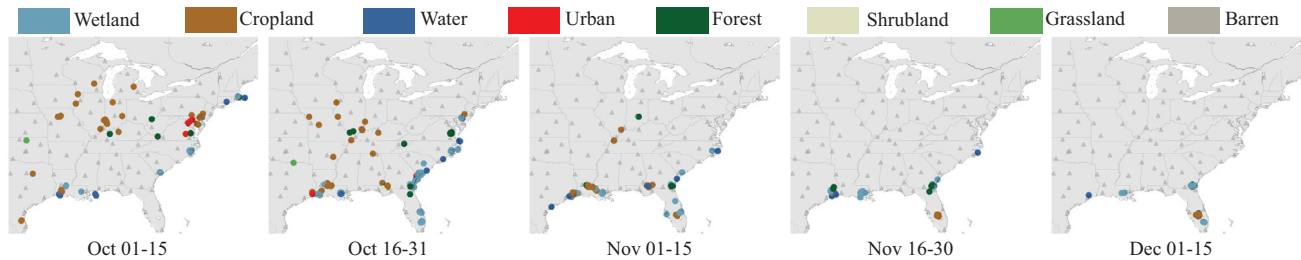 Wetland Cropland Water Urban Forest Shrubland Grassland Barren
Oct 01-15 Oct 16-31 Nov 01-15 Nov 16-30 Dec 01-15